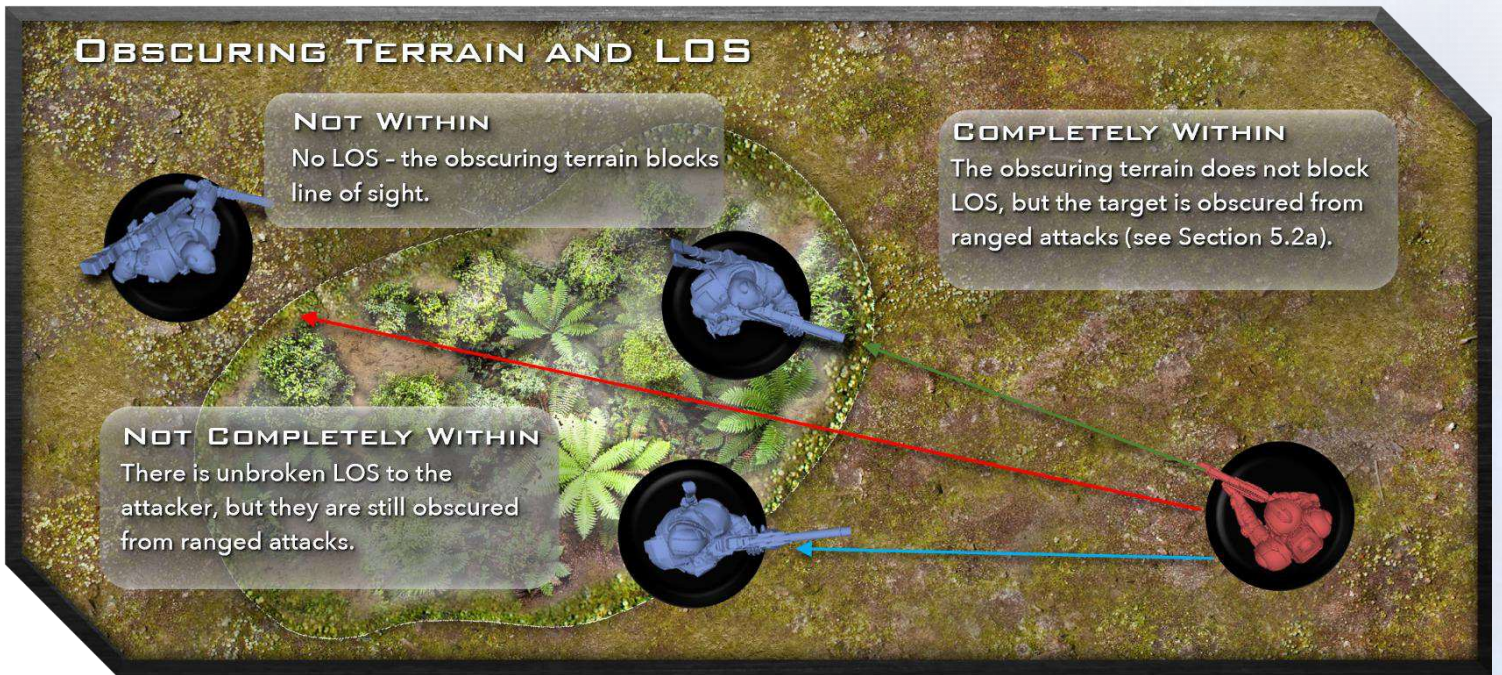 Obscuring Terrain and LOS
Not Within
No LOS – the obscuring terrain blocks
line of sight.
Completely Within
The obscuring terrain does not block
LOS, but the target is obscured from
ranged attacks (see Section 5.2a).
Not Completely Within
There is unbroken LOS to the
attacker, but they are still obscured
from ranged attacks.